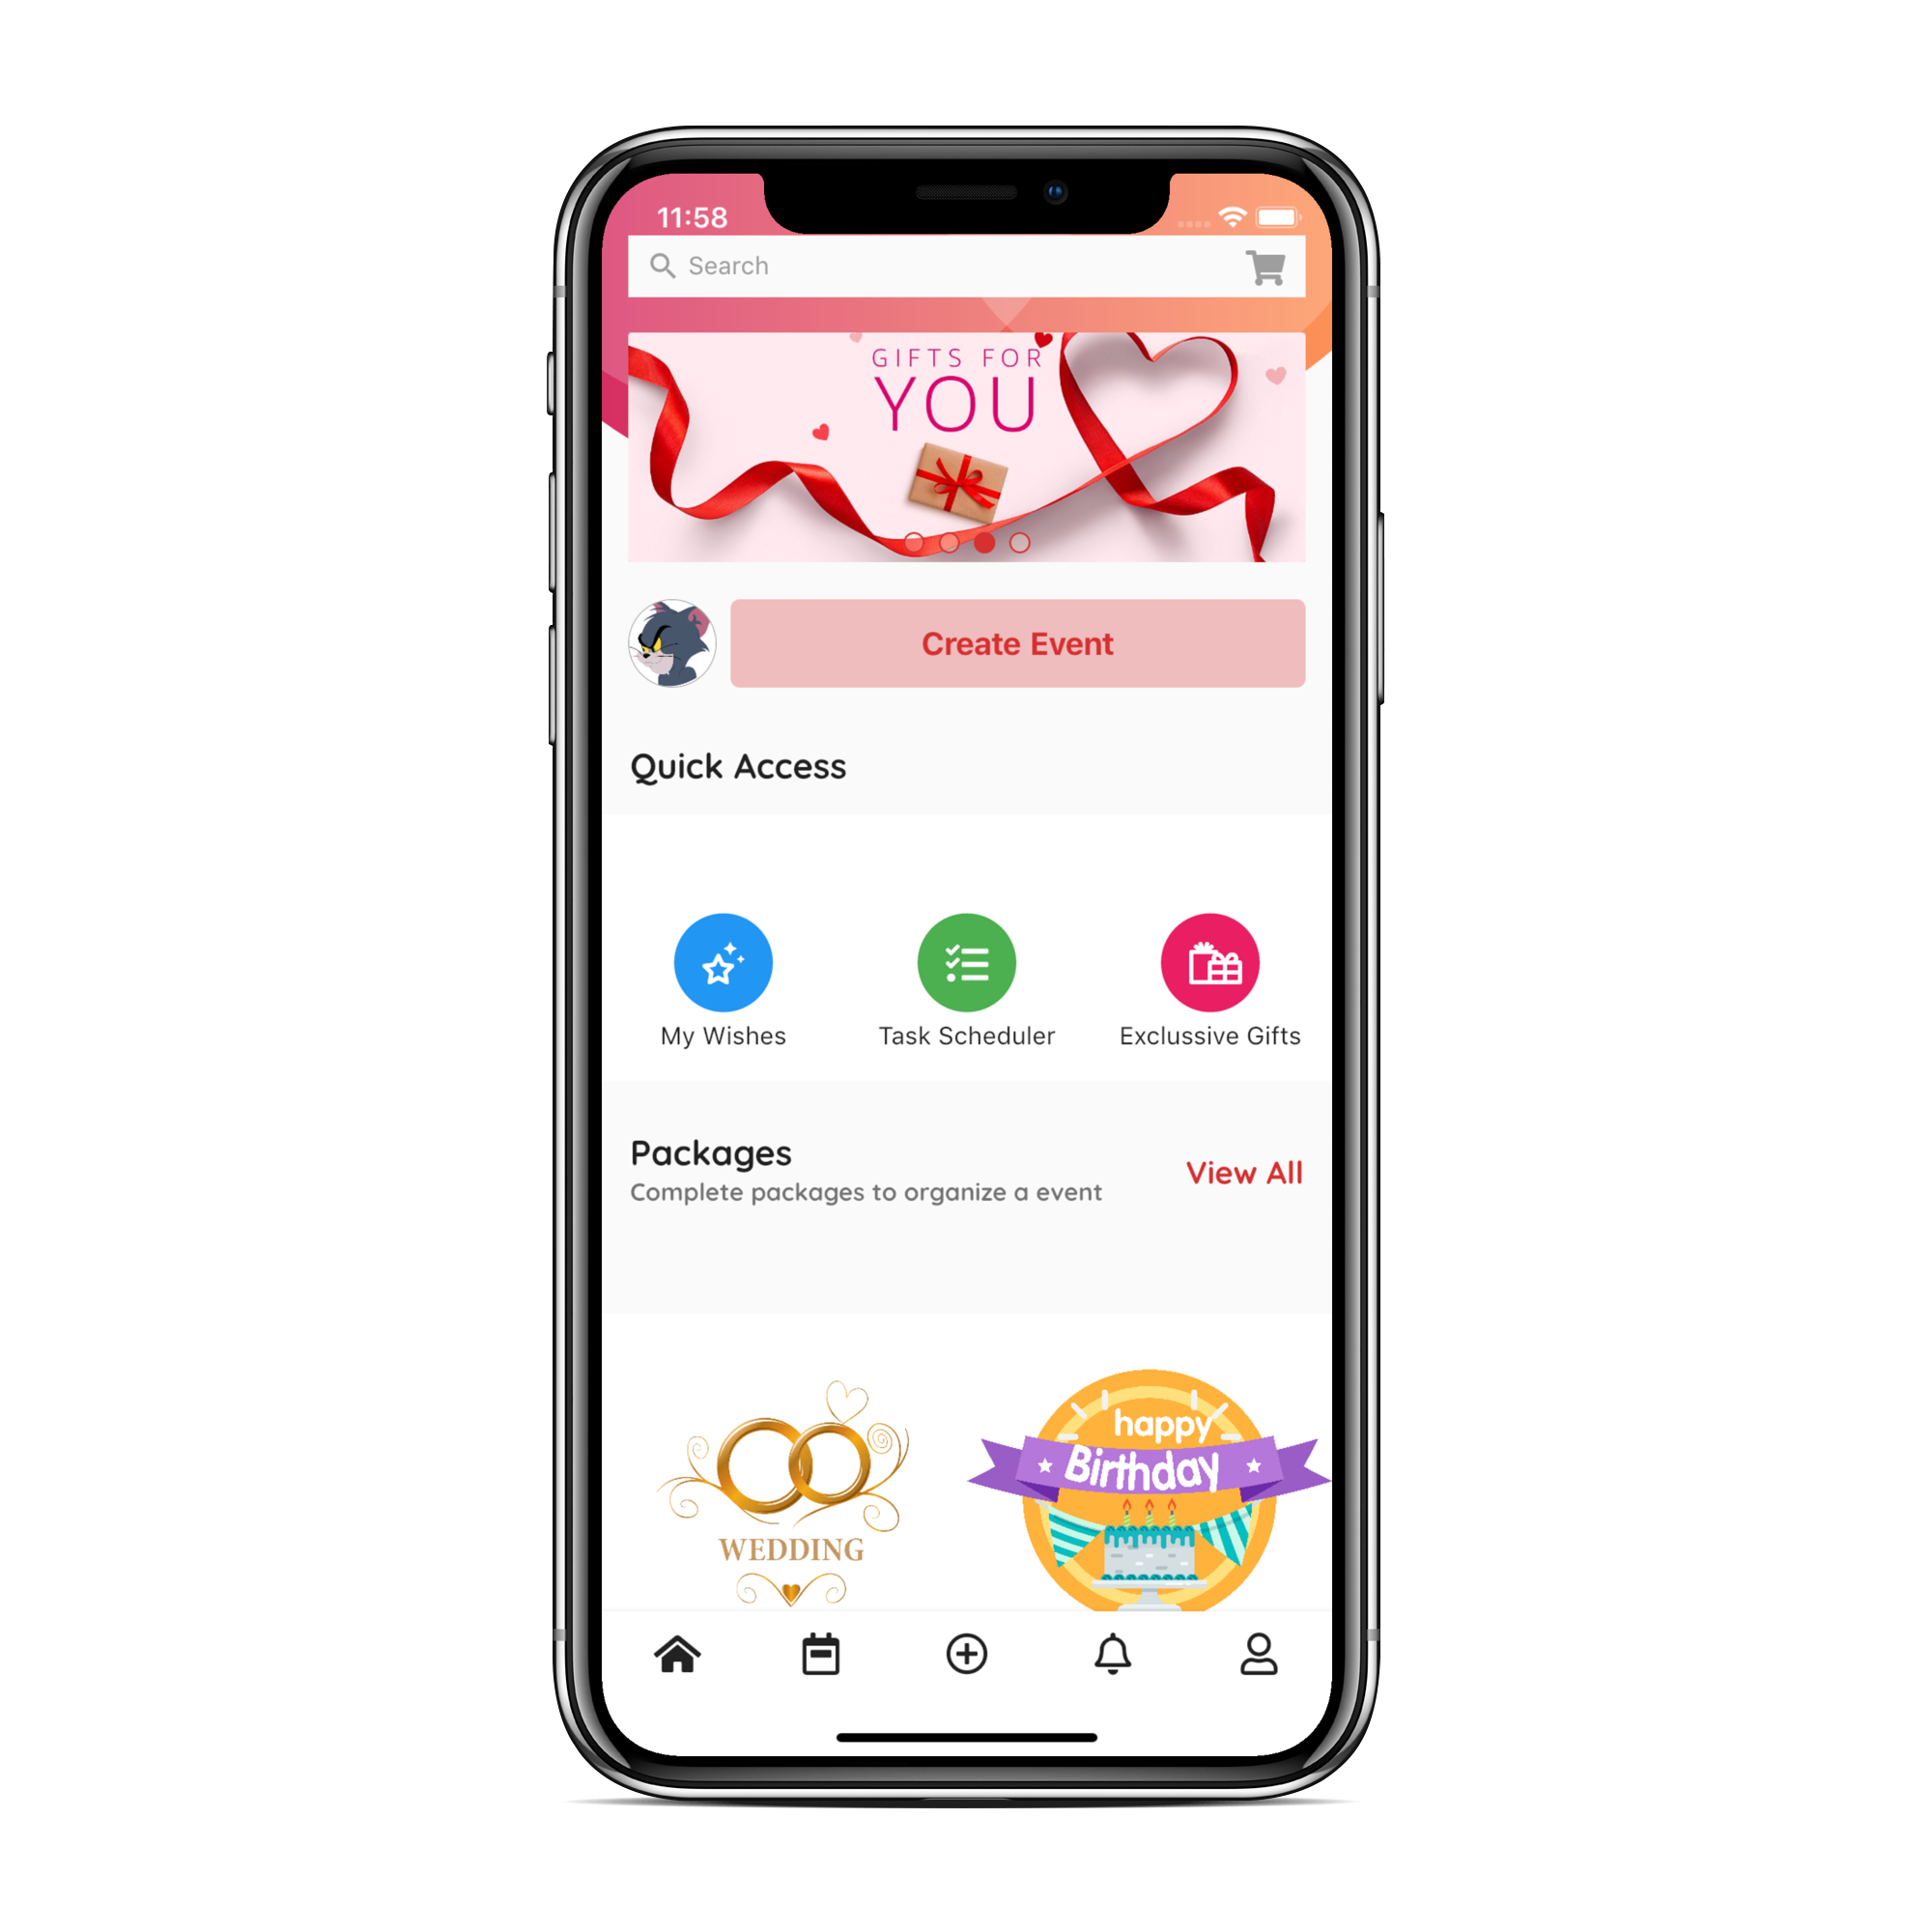 11:58
Search
GIFTS FOR
YOU
Create Event
Quick Access
My Wishes
Task Scheduler
Exclussive Gifts
Packages
View All
Complete packages to organize a event
happy
Birthday
WEDDING